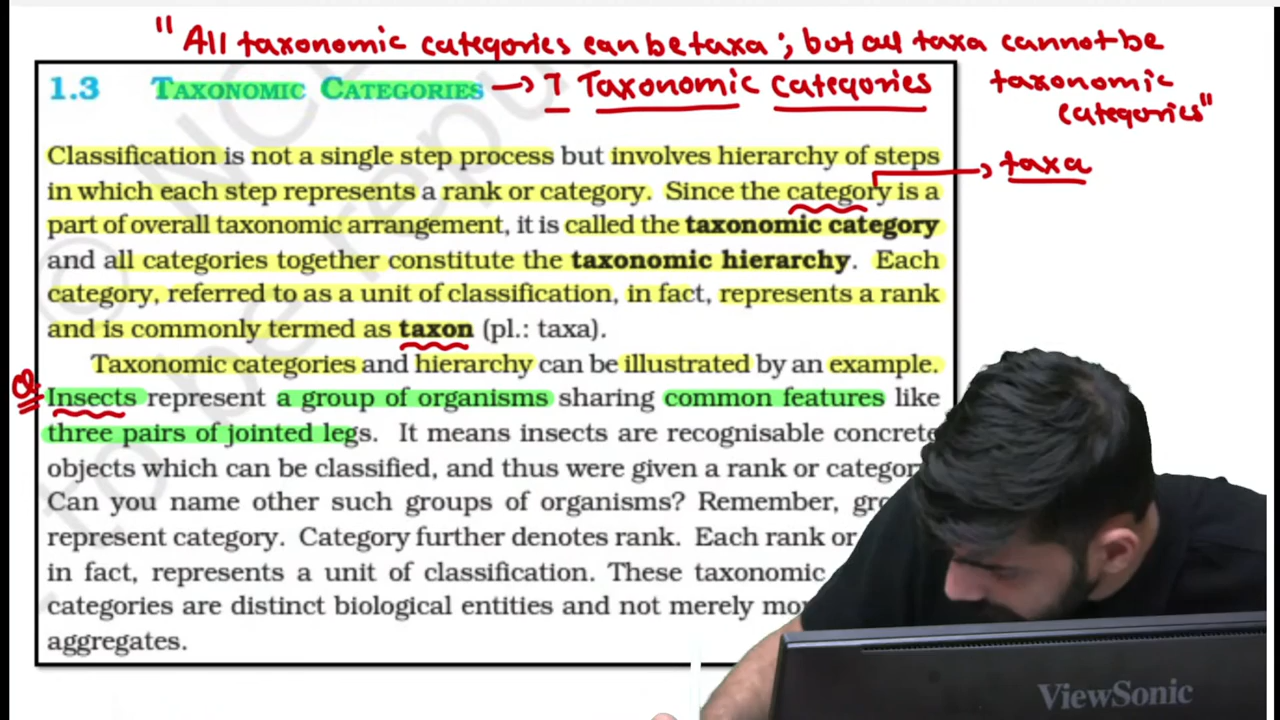 "All taxonomic categories can be taxa ; but all taxa cannot be
taxonomic
categories"
1.3 TAXONOMIC CATEGORIES → 7 Taxonomic Categories
Classification is not a single step process but involves hierarchy of steps
→ taxa
in which each step represents a rank or category. Since the category is a
part of overall taxonomic arrangement, it is called the taxonomic category
and all categories together constitute the taxonomic hierarchy. Each
category, referred to as a unit of classification, in fact, represents a rank
and is commonly termed as taxon (pl.: taxa).
Taxonomic categories and hierarchy can be illustrated by an example.
Insects represent a group of organisms sharing common features like
three pairs of jointed legs. It means insects are recognisable concrete
objects which can be classified, and thus were given a rank or categor
Can you name other such groups of organisms? Remember,
represent category. Category further denotes rank. Each rank or
in fact, represents a unit of classification. These taxonomic
categories are distinct biological entities and not merely
aggregates.
ViewSonic